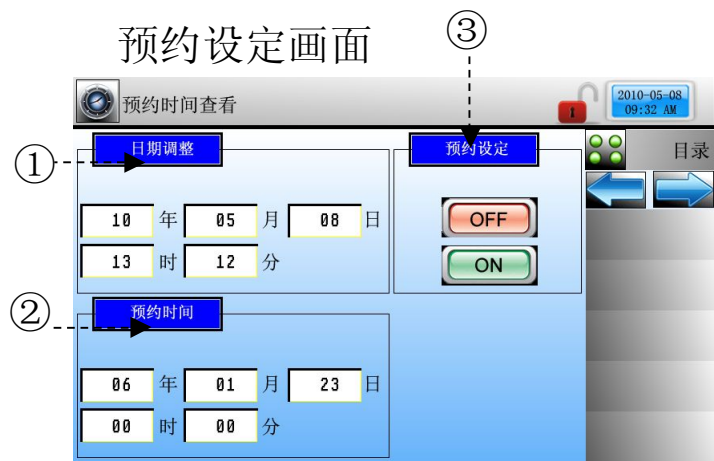 预约设定画面
③
预约时间查看
1
2010-05-08
09:32 AM
①
日期调整
预约设定
目录
10 年 05 月 08 日
OFF
13 时 12 分
ON
②
预约时间
06 年 01 月 23 日
00 时 00 分